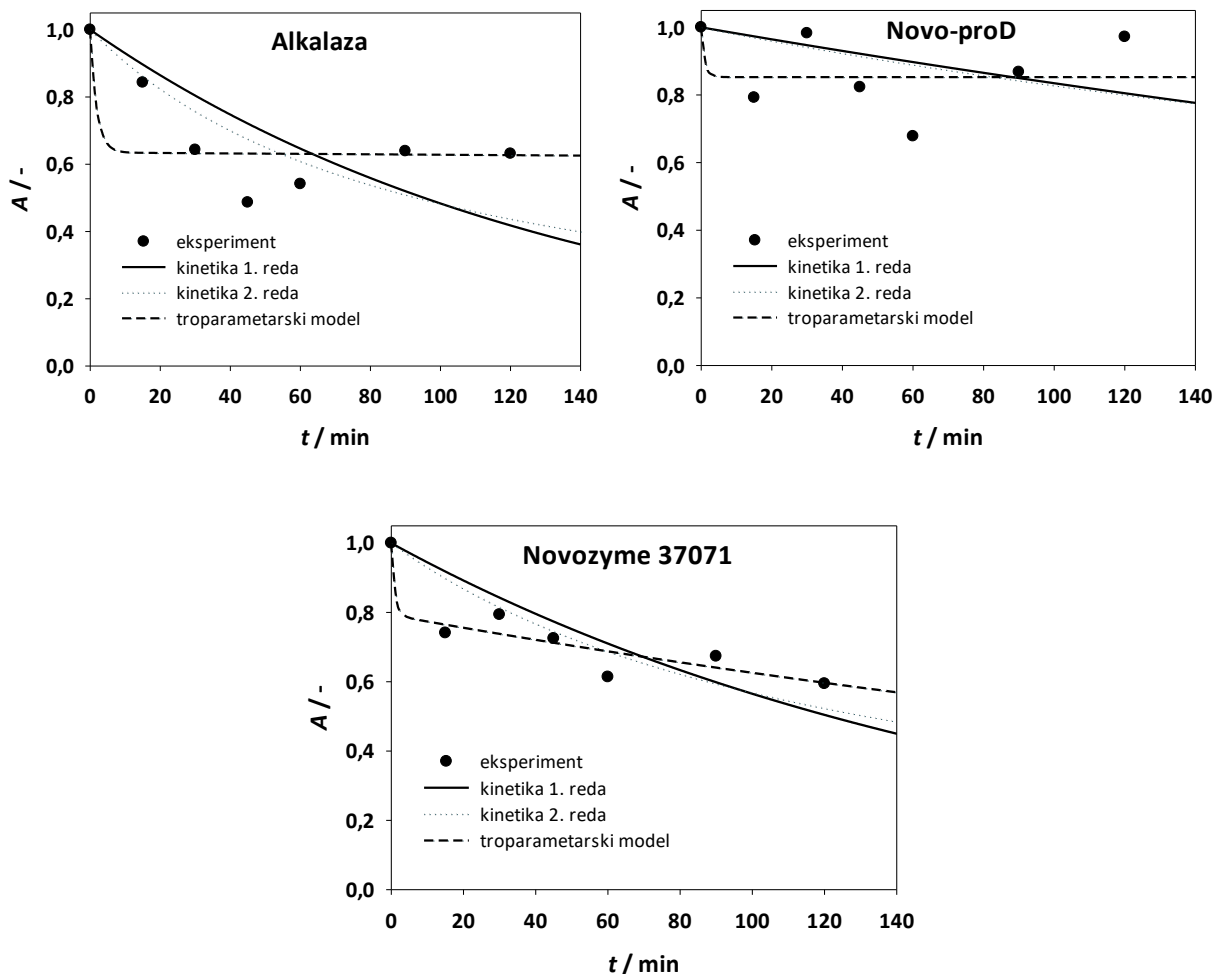 Alkalaza
1,0
0,8
0,6
0,4
0,2
0,0
A / -
eksperiment
kinetika 1. reda
kinetika 2. reda
troparametarski model
0 20 40 60 80 100 120 140
t / min
Novo-proD
1,0
0,8
0,6
0,4
0,2
0,0
A / -
eksperiment
kinetika 1. reda
kinetika 2. reda
troparametarski model
0 20 40 60 80 100 120 140
t / min
Novozyme 37071
1,0
0,8
0,6
0,4
0,2
0,0
A / -
eksperiment
kinetika 1. reda
kinetika 2. reda
troparametarski model
0 20 40 60 80 100 120 140
t / min